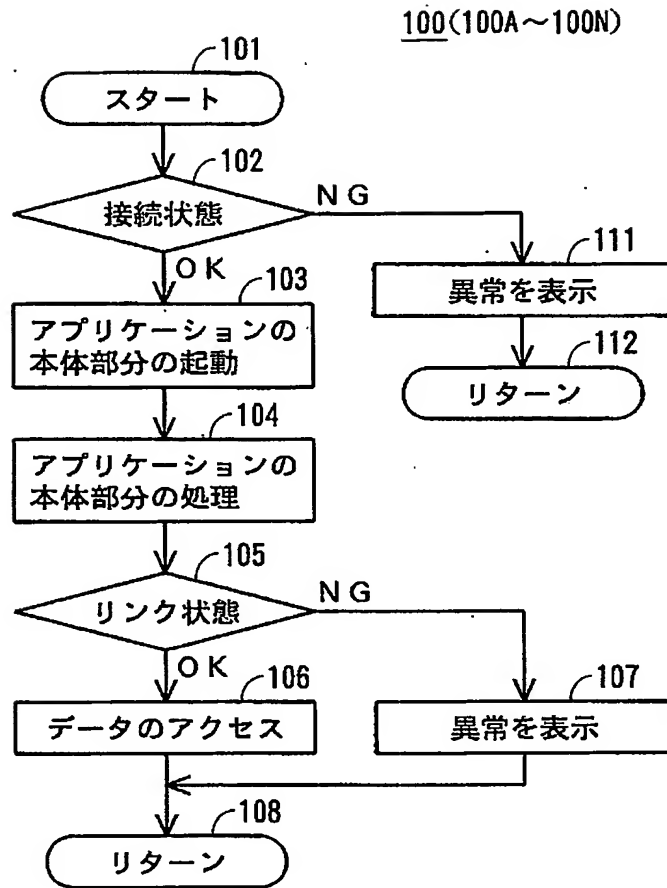 100(100A～100N)
101
スタート
102
接続状態
NG
OK
103
アプリケーションの
本体部分の起動
111
異常を表示
112
リターン
104
アプリケーションの
本体部分の処理
105
リンク状態
NG
OK
106
データのアクセス
107
異常を表示
108
リターン